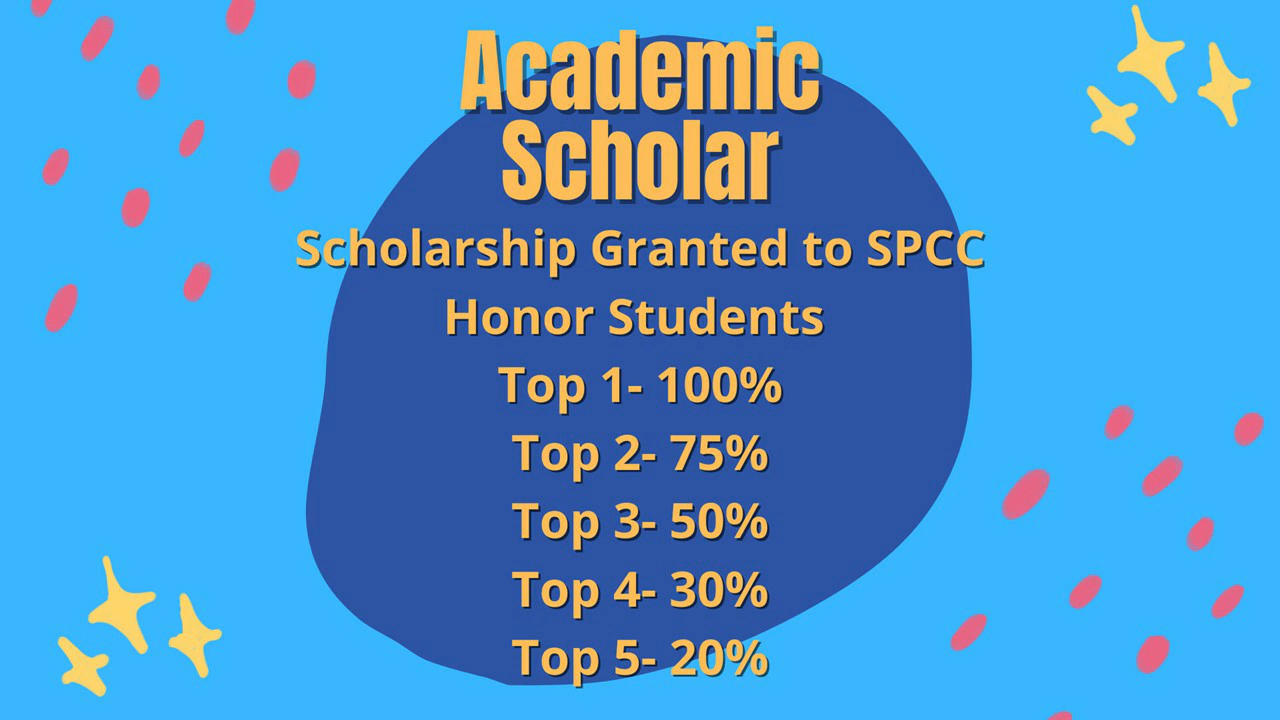 Academic
Scholar
Scholarship Granted to SPCC
Honor Students
Top 1- 100%
Top 2- 75%
Top 3- 50%
Top 4- 30%
Top 5- 20%